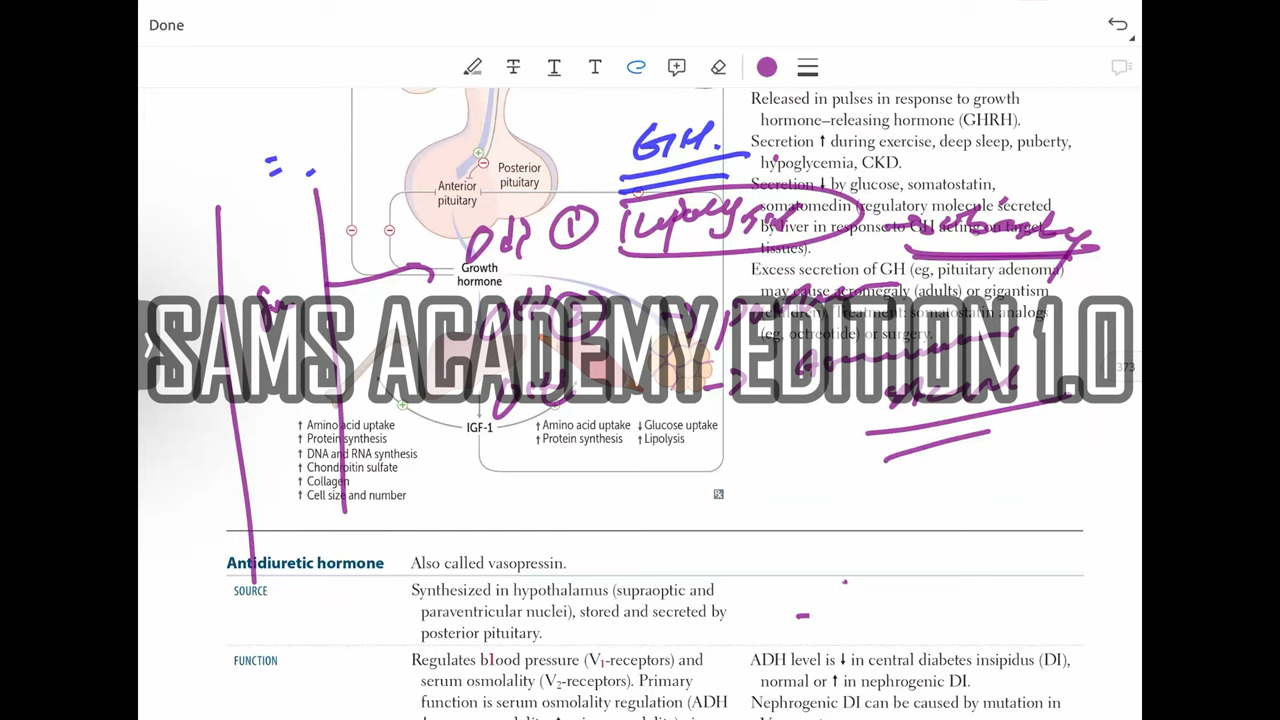 Done
Released in pulses in response to growth
hormone–releasing hormone (GHRH).
Secretion ↑ during exercise, deep sleep, puberty,
hypoglycemia, CKD.
Secretion ↓ by glucose, somatostatin,
somatomedin (regulatory molecule secreted
by liver in response to GH acting on target
tissues).
Excess secretion of GH (eg, pituitary adenoma)
may cause acromegaly (adults) or gigantism
(children). Treatment: somatostatin analogs
(eg, octreotide) or surgery.
GH.
Posterior
pituitary
Anterior
pituitary
① Lipolysis
Growth
hormone
SAMS ACADEMY EDITION 1.0
373
IGF-1
↑ Amino acid uptake
↑ Protein synthesis
↑ DNA and RNA synthesis
↑ Chondroitin sulfate
↑ Collagen
↑ Cell size and number
↑ Amino acid uptake
↑ Protein synthesis
↓ Glucose uptake
↑ Lipolysis
Antidiuretic hormone
Also called vasopressin.
SOURCE
Synthesized in hypothalamus (supraoptic and
paraventricular nuclei), stored and secreted by
posterior pituitary.
FUNCTION
Regulates blood pressure (V1-receptors) and
serum osmolality (V2-receptors). Primary
function is serum osmolality regulation (ADH
ADH level is ↓ in central diabetes insipidus (DI),
normal or ↑ in nephrogenic DI.
Nephrogenic DI can be caused by mutation in